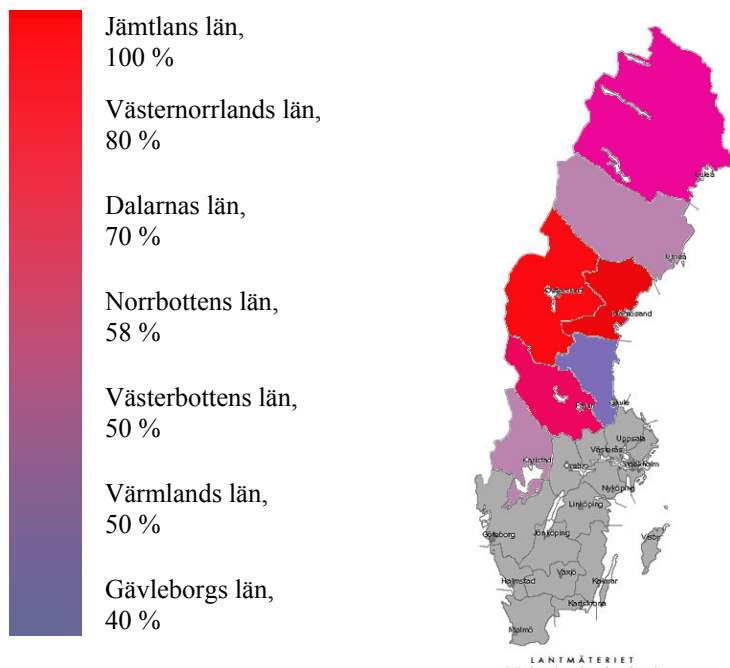 Jämtlans län,
100 %
Västernorrlands län,
80 %
Dalarnas län,
70 %
Norrbottens län,
58 %
Västerbottens län,
50 %
Värmlands län,
50 %
Gävleborgs län,
40 %
Luleå
Umeå
Härnösand
Falun
Gävle
Uppsala
Karlstad
Västerås
Örebro
Stockholm
Nyköping
Linköping
Göteborg
Jönköping
Visby
Växjö
Halmstad
Kalmar
Karlskrona
Malmö
LANTMÄTERIET